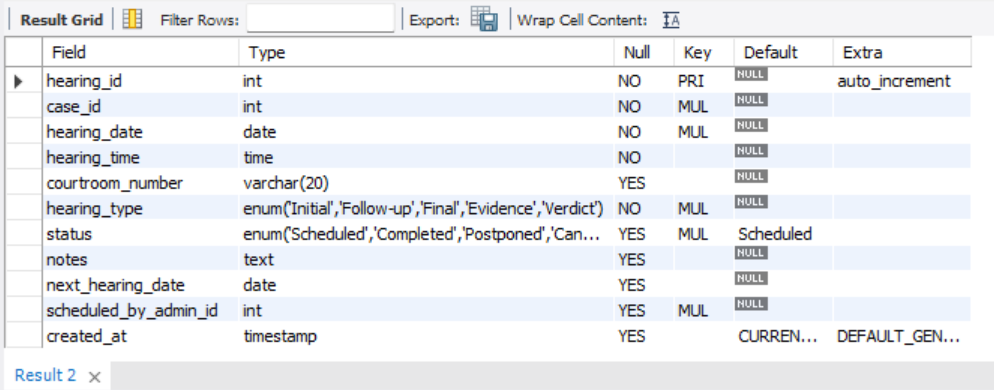 Result Grid Filter Rows: Export: Wrap Cell Content: IA
Field Type Null Key Default Extra
hearing_id int NO PRI NULL auto_increment
case_id int NO MUL NULL
hearing_date date NO MUL NULL
hearing_time time NO NULL
courtroom_number varchar(20) YES NULL
hearing_type enum('Initial','Follow-up','Final','Evidence','Verdict') NO MUL NULL
status enum('Scheduled','Completed','Postponed','Can... YES MUL Scheduled
notes text YES NULL
next_hearing_date date YES NULL
scheduled_by_admin_id int YES MUL NULL
created_at timestamp YES CURREN... DEFAULT_GEN...
Result 2 ×